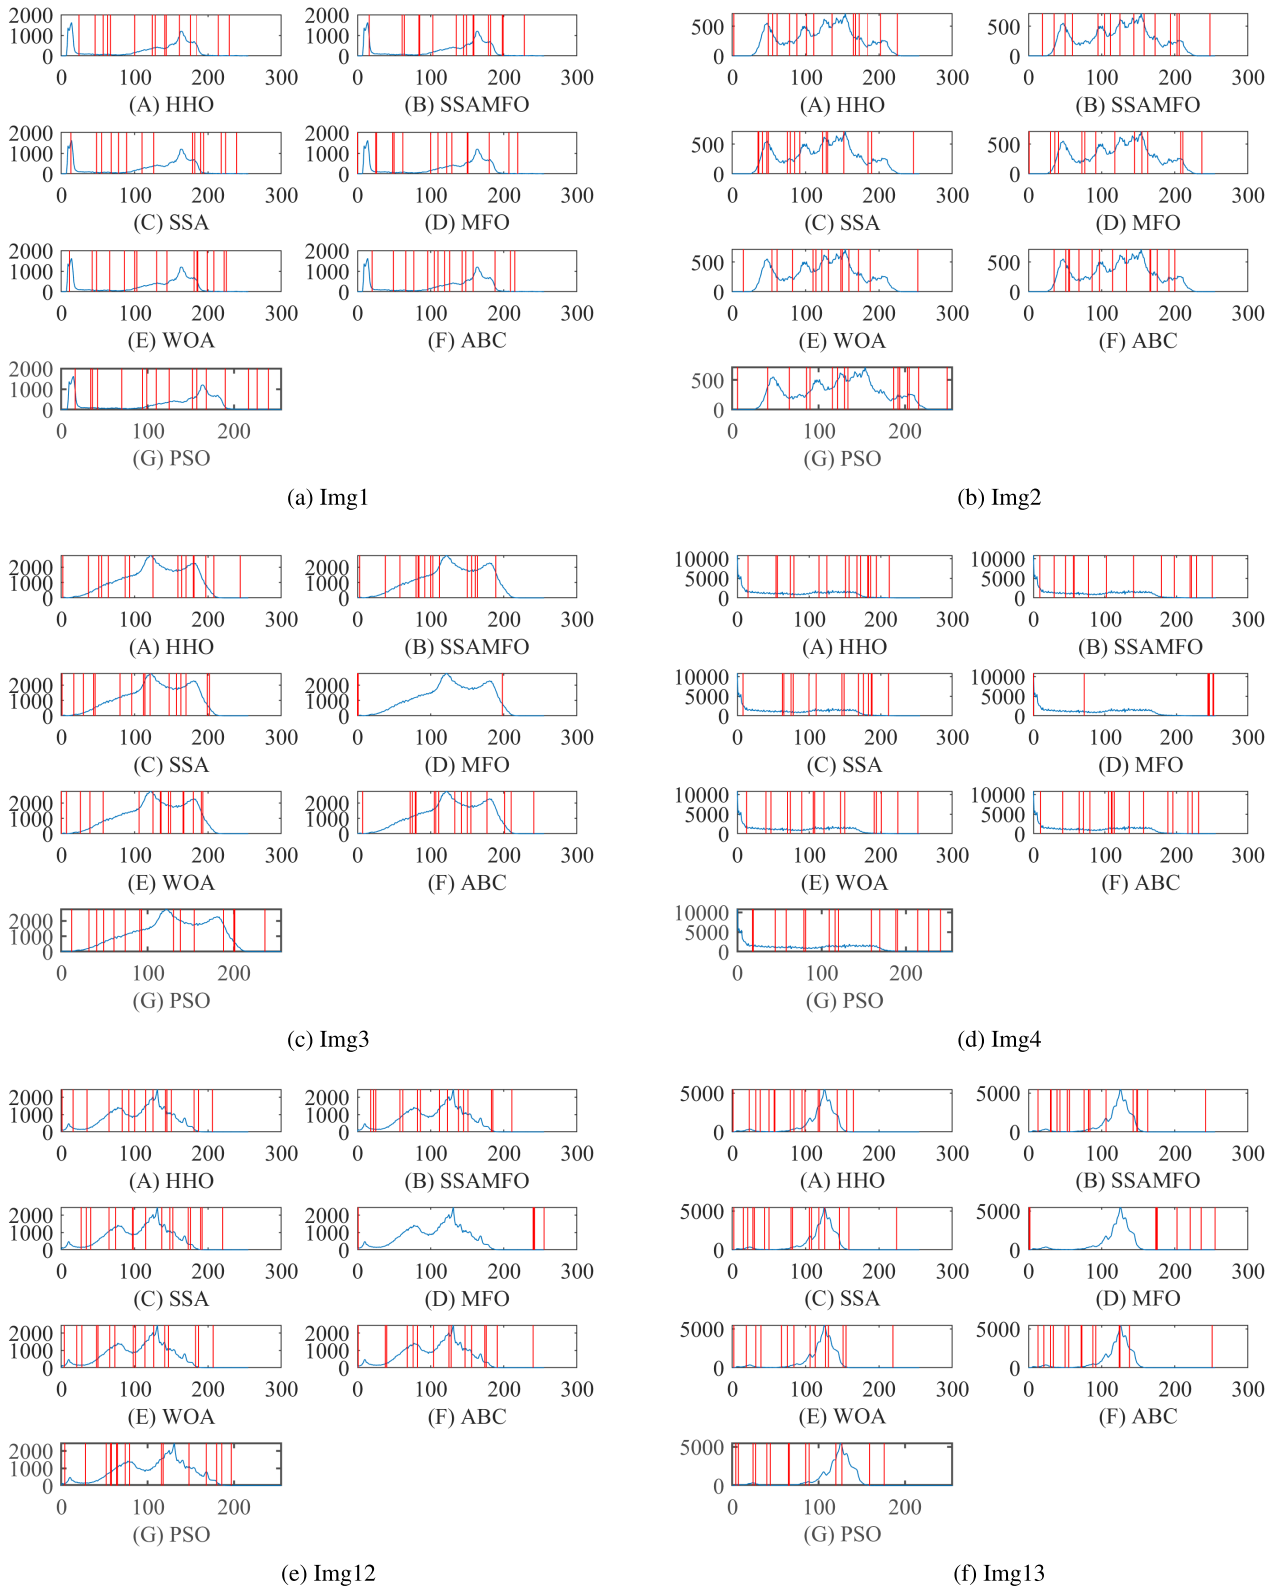 2000 2000
1000 1000
0 0
0 100 200 300 0 100 200 300
(A) HHO (B) SSAMFO
2000 2000
1000 1000
0 0
0 100 200 300 0 100 200 300
(C) SSA (D) MFO
2000 2000
1000 1000
0 0
0 100 200 300 0 100 200 300
(E) WOA (F) ABC
2000
1000
0
0 100 200
(G) PSO
(a) Img1
500 500
0 0
0 100 200 300 0 100 200 300
(A) HHO (B) SSAMFO
500 500
0 0
0 100 200 300 0 100 200 300
(C) SSA (D) MFO
500 500
0 0
0 100 200 300 0 100 200 300
(E) WOA (F) ABC
500
0
0 100 200
(G) PSO
(b) Img2
2000 2000
1000 1000
0 0
0 100 200 300 0 100 200 300
(A) HHO (B) SSAMFO
2000 2000
1000 1000
0 0
0 100 200 300 0 100 200 300
(C) SSA (D) MFO
2000 2000
1000 1000
0 0
0 100 200 300 0 100 200 300
(E) WOA (F) ABC
2000
1000
0
0 100 200
(G) PSO
(c) Img3
10000 10000
5000 5000
0 0
0 100 200 300 0 100 200 300
(A) HHO (B) SSAMFO
10000 10000
5000 5000
0 0
0 100 200 300 0 100 200 300
(C) SSA (D) MFO
10000 10000
5000 5000
0 0
0 100 200 300 0 100 200 300
(E) WOA (F) ABC
10000
5000
0
0 100 200
(G) PSO
(d) Img4
2000 2000
1000 1000
0 0
0 100 200 300 0 100 200 300
(A) HHO (B) SSAMFO
2000 2000
1000 1000
0 0
0 100 200 300 0 100 200 300
(C) SSA (D) MFO
2000 2000
1000 1000
0 0
0 100 200 300 0 100 200 300
(E) WOA (F) ABC
2000
1000
0
0 100 200
(G) PSO
(e) Img12
5000 5000
0 0
0 100 200 300 0 100 200 300
(A) HHO (B) SSAMFO
5000 5000
0 0
0 100 200 300 0 100 200 300
(C) SSA (D) MFO
5000 5000
0 0
0 100 200 300 0 100 200 300
(E) WOA (F) ABC
5000
0
0 100 200
(G) PSO
(f) Img13